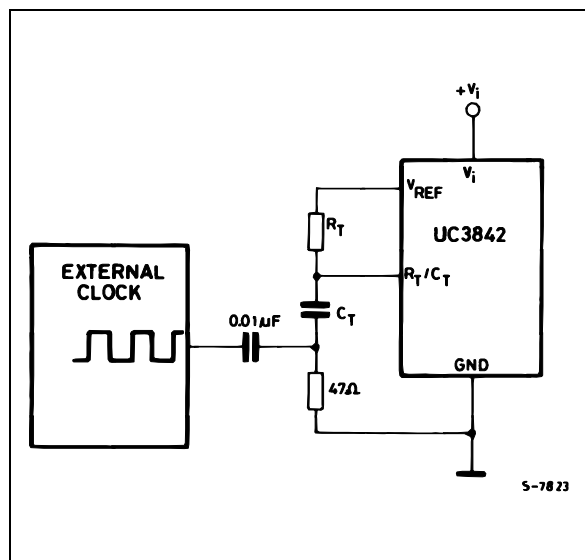 +Vi
Vi
VREF
RT
UC3842
EXTERNAL
CLOCK
RT/CT
0.01µF
CT
GND
47Ω
S-7823